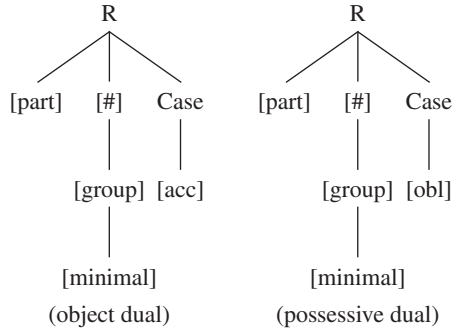 R R
[part] [#] Case [part] [#] Case
[group] [acc] [group] [obl]
[minimal] [minimal]
(object dual) (possessive dual)